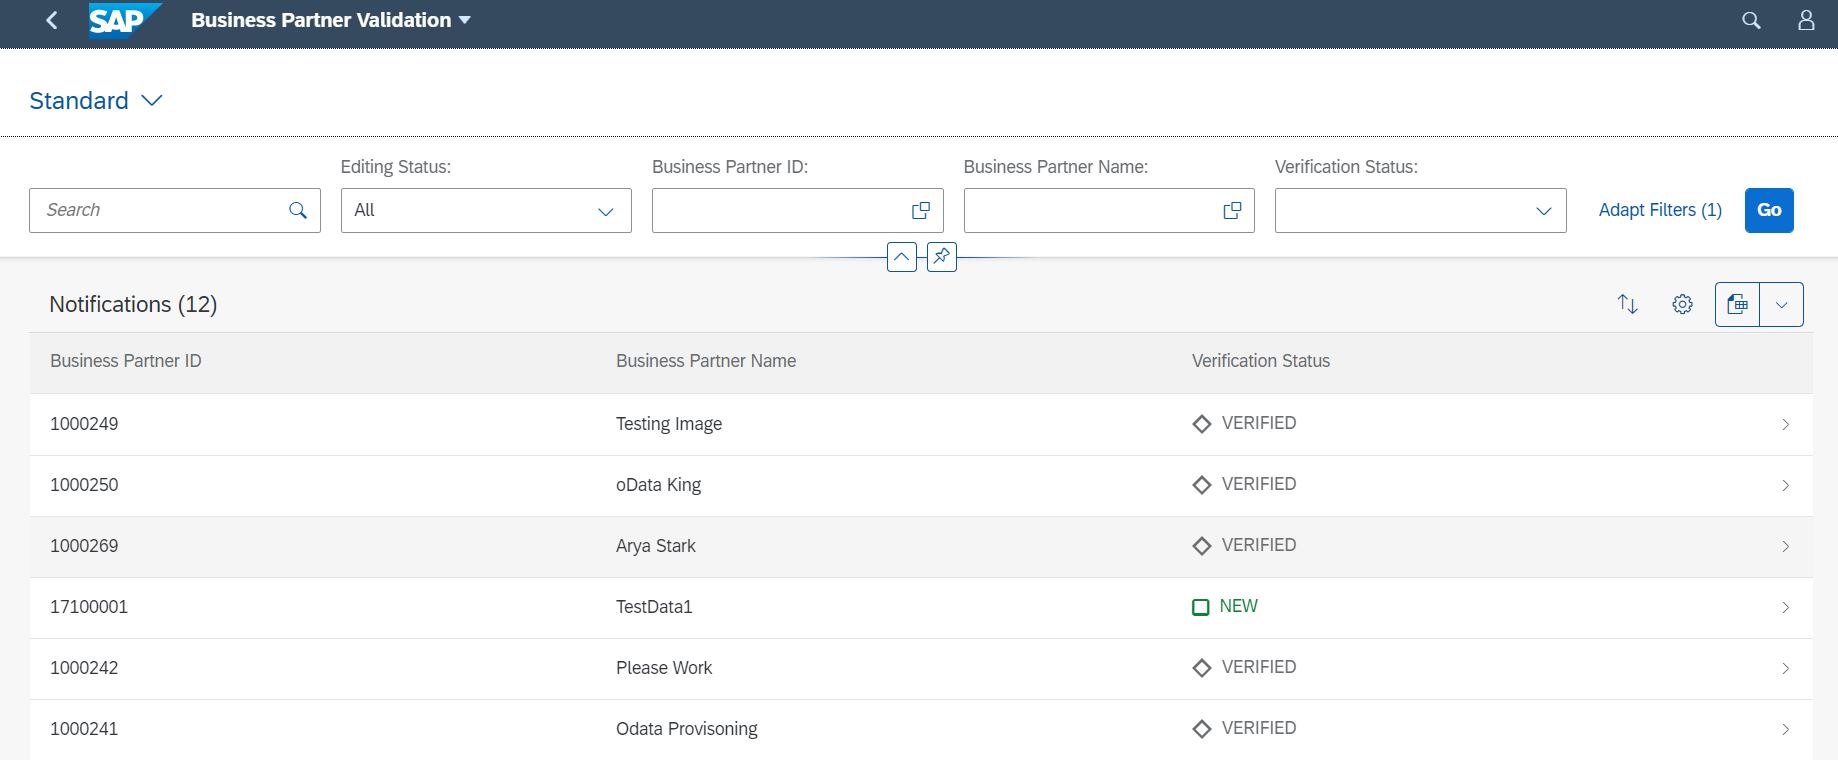 SAP Business Partner Validation
Standard
Editing Status: Business Partner ID: Business Partner Name: Verification Status:
Search All Adapt Filters (1) Go
Notifications (12)
Business Partner ID Business Partner Name Verification Status
1000249 Testing Image VERIFIED
1000250 oData King VERIFIED
1000269 Arya Stark VERIFIED
17100001 TestData1 NEW
1000242 Please Work VERIFIED
1000241 Odata Provisoning VERIFIED